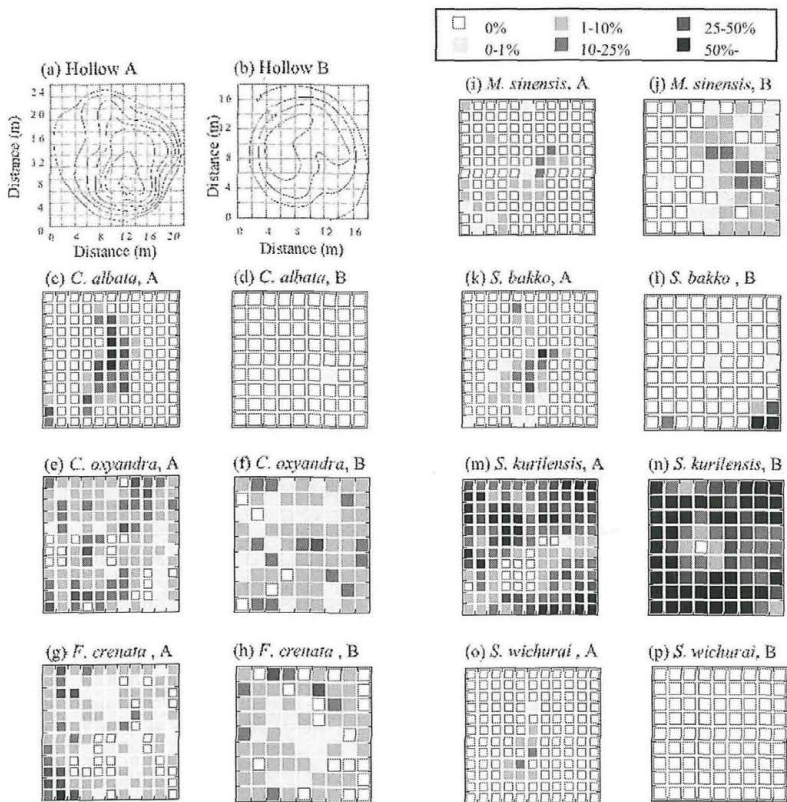 0% 1-10% 25-50%
0-1% 10-25% 50%-
(a) Hollow A
(b) Hollow B
Distance (m)
24
20
16
12
8
4
0 4 8 12 16 20
Distance (m)
Distance (m)
16
12
8
4
0
0 4 8 12 16
Distance (m)
(i) M. sinensis, A
(j) M. sinensis, B
(c) C. albata, A
(d) C. albata, B
(k) S. bakko, A
(l) S. bakko , B
(e) C. oxyandra, A
(f) C. oxyandra, B
(m) S. kurilensis, A
(n) S. kurilensis, B
(g) F. crenata , A
(h) F. crenata , B
(o) S. wichurai , A
(p) S. wichurai, B